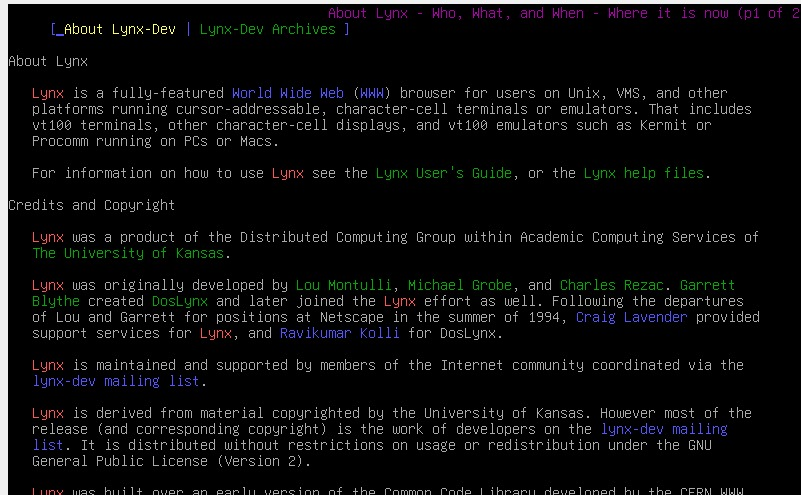 About Lynx - Who, What, and When - Where it is now (p1 of 2
[_About Lynx-Dev | Lynx-Dev Archives ]
About Lynx
Lynx is a fully-featured World Wide Web (WWW) browser for users on Unix, VMS, and other
platforms running cursor-addressable, character-cell terminals or emulators. That includes
vt100 terminals, other character-cell displays, and vt100 emulators such as Kermit or
Procomm running on PCs or Macs.
For information on how to use Lynx see the Lynx User's Guide, or the Lynx help files.
Credits and Copyright
Lynx was a product of the Distributed Computing Group within Academic Computing Services of
The University of Kansas.
Lynx was originally developed by Lou Montulli, Michael Grobe, and Charles Rezac. Garrett
Blythe created DosLynx and later joined the Lynx effort as well. Following the departures
of Lou and Garrett for positions at Netscape in the summer of 1994, Craig Lavender provided
support services for Lynx, and Ravikumar Kolli for DosLynx.
Lynx is maintained and supported by members of the Internet community coordinated via the
lynx-dev mailing list.
Lynx is derived from material copyrighted by the University of Kansas. However most of the
release (and corresponding copyright) is the work of developers on the lynx-dev mailing
list. It is distributed without restrictions on usage or redistribution under the GNU
General Public License (Version 2).
Lynx was built over an early version of the Common Code Library developed by the CERN WWW